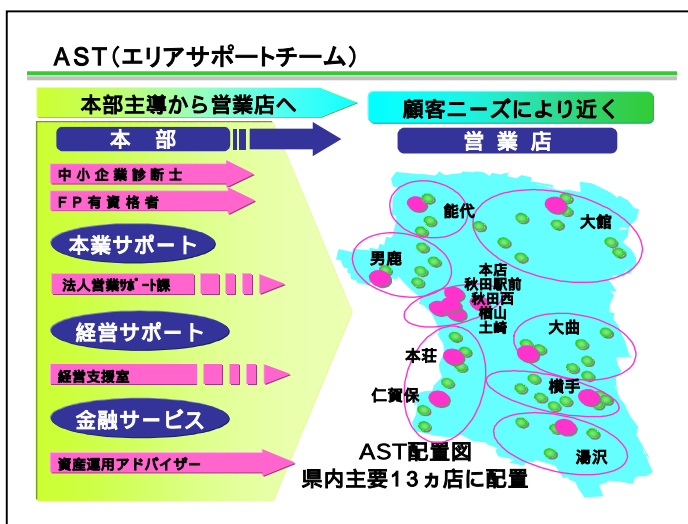 AST(エリアサポートチーム)
本部主導から営業店へ
顧客ニーズにより近く
本部
営業店
中小企業診断士
FP有資格者
本業サポート
法人営業ｻﾎﾟｰﾄ課
経営サポート
経営支援室
金融サービス
資産運用アドバイザー
能代
大館
男鹿
本店
秋田駅前
秋田西
楢山
土崎
大曲
本荘
横手
仁賀保
湯沢
AST配置図
県内主要13ヵ店に配置